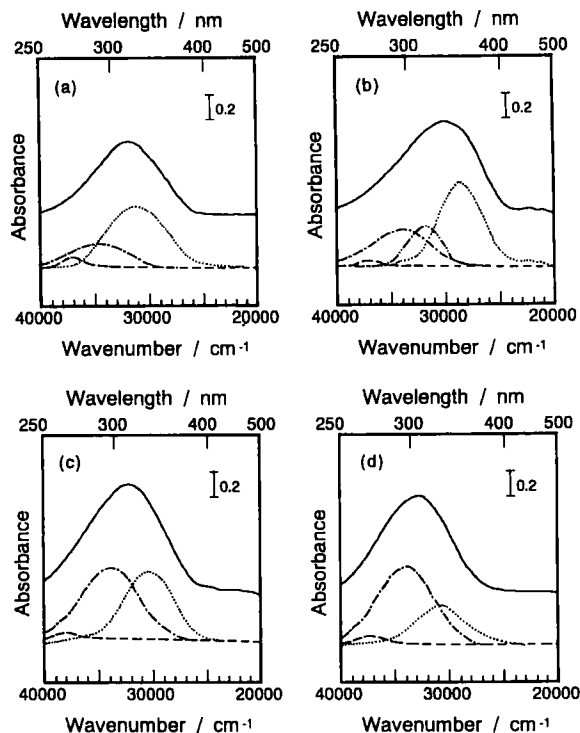 Wavelength / nm
250 300 400 500
(a)
0.2
Absorbance
40000 30000 20000
Wavenumber / cm-1
Wavelength / nm
250 300 400 500
(b)
0.2
Absorbance
40000 30000 20000
Wavenumber / cm-1
Wavelength / nm
250 300 400 500
(c)
0.2
Absorbance
40000 30000 20000
Wavenumber / cm-1
Wavelength / nm
250 300 400 500
(d)
0.2
Absorbance
40000 30000 20000
Wavenumber / cm-1